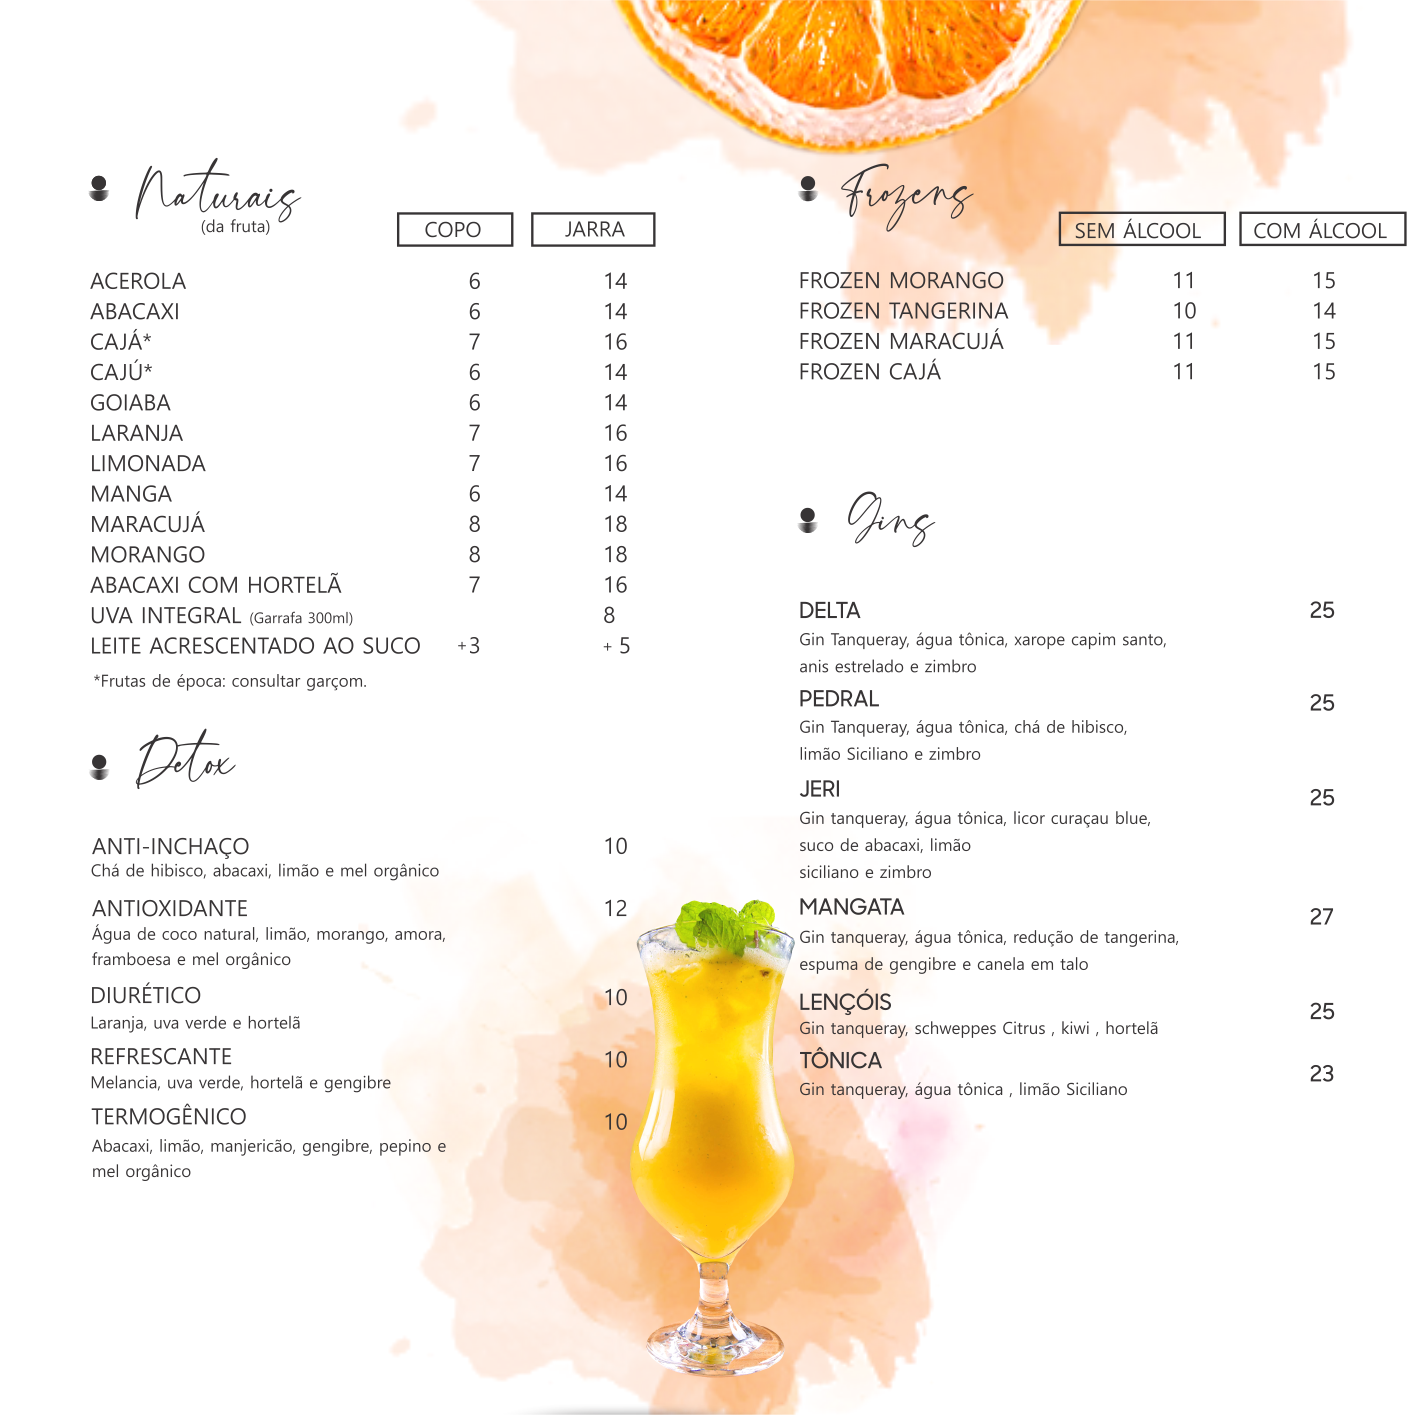 Naturais
(da fruta)
COPO JARRA
ACEROLA 6 14
ABACAXI 6 14
CAJÁ* 7 16
CAJÚ* 6 14
GOIABA 6 14
LARANJA 7 16
LIMONADA 7 16
MANGA 6 14
MARACUJÁ 8 18
MORANGO 8 18
ABACAXI COM HORTELÃ 7 16
UVA INTEGRAL (Garrafa 300ml) 8
LEITE ACRESCENTADO AO SUCO +3 + 5
*Frutas de época: consultar garçom.
Detox
ANTI-INCHAÇO 10
Chá de hibisco, abacaxi, limão e mel orgânico
ANTIOXIDANTE 12
Água de coco natural, limão, morango, amora,
framboesa e mel orgânico
DIURÉTICO 10
Laranja, uva verde e hortelã
REFRESCANTE 10
Melancia, uva verde, hortelã e gengibre
TERMOGÊNICO 10
Abacaxi, limão, manjericão, gengibre, pepino e
mel orgânico
Frozens
SEM ÁLCOOL COM ÁLCOOL
FROZEN MORANGO 11 15
FROZEN TANGERINA 10 14
FROZEN MARACUJÁ 11 15
FROZEN CAJÁ 11 15
Gins
DELTA 25
Gin Tanqueray, água tônica, xarope capim santo,
anis estrelado e zimbro
PEDRAL 25
Gin Tanqueray, água tônica, chá de hibisco,
limão Siciliano e zimbro
JERI 25
Gin tanqueray, água tônica, licor curaçau blue,
suco de abacaxi, limão
siciliano e zimbro
MANGATA 27
Gin tanqueray, água tônica, redução de tangerina,
espuma de gengibre e canela em talo
LENÇÓIS 25
Gin tanqueray, schweppes Citrus , kiwi , hortelã
TÔNICA 23
Gin tanqueray, água tônica , limão Siciliano